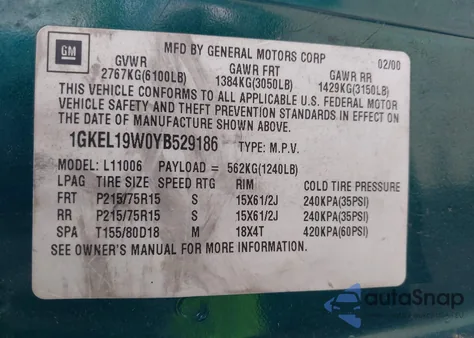 GM
MFD BY GENERAL MOTORS CORP 02/00
GVWR GAWR FRT GAWR RR
2767KG(6100LB) 1384KG(3050LB) 1429KG(3150LB)
THIS VEHICLE CONFORMS TO ALL APPLICABLE U.S. FEDERAL MOTOR
VEHICLE SAFETY AND THEFT PREVENTION STANDARDS IN EFFECT ON
THE DATE OF MANUFACTURE SHOWN ABOVE.
1GKEL19W0YB529186 TYPE: M.P.V.
MODEL: L11006 PAYLOAD = 562KG(1240LB)
LPAG TIRE SIZE SPEED RTG RIM COLD TIRE PRESSURE
FRT P215/75R15 S 15X61/2J 240KPA(35PSI)
RR P215/75R15 S 15X61/2J 240KPA(35PSI)
SPA T155/80D18 M 18X4T 420KPA(60PSI)
SEE OWNER'S MANUAL FOR MORE INFORMATION.
autoSnap
POWERED BY